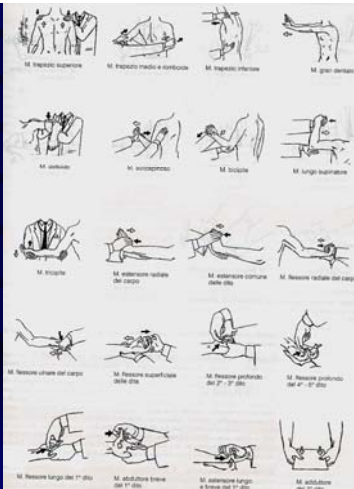 M. trapezio superiore
M. trapezio medio e romboide
M. trapezio inferiore
M. gran dentato
M. deltoide
M. sottospinoso
M. bicipite
M. lungo supinatore
M. tricipite
M. estensore radiale
del carpo
M. estensore comune
delle dita
M. flessore radiale del carpo
M. flessore ulnare del carpo
M. flessore superficiale
delle dita
M. flessore profondo
del 2° - 3° dito
M. flessore profondo
del 4° - 5° dito
M. flessore lungo del 1° dito
M. abduttore breve
del 1° dito
M. estensore lungo
e breve del 1° dito
M. adduttore
del 1° dito